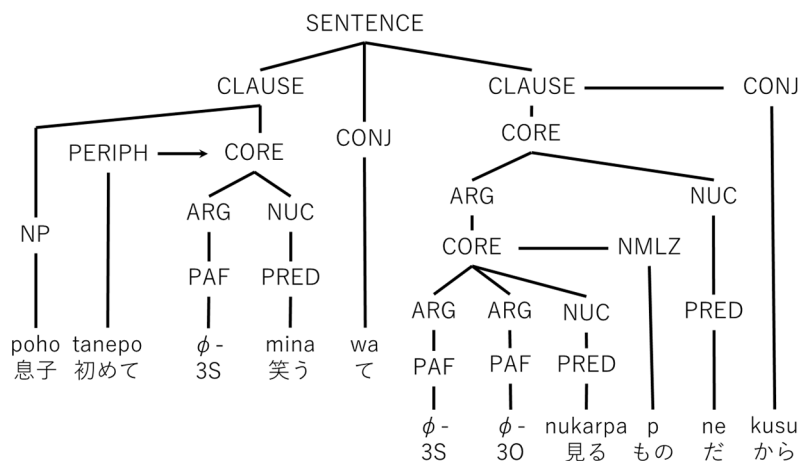 SENTENCE
CLAUSE CLAUSE CONJ
CONJ CORE
PERIPH CORE
ARG NUC ARG NUC
NP CORE NMLZ
PAF PRED
ARG ARG NUC PRED
poho tanepo ϕ- mina wa
息子 初めて 3S 笑う て
PAF PAF PRED
ϕ- ϕ- nukarpa p ne kusu
3S 3O 見る もの だ から